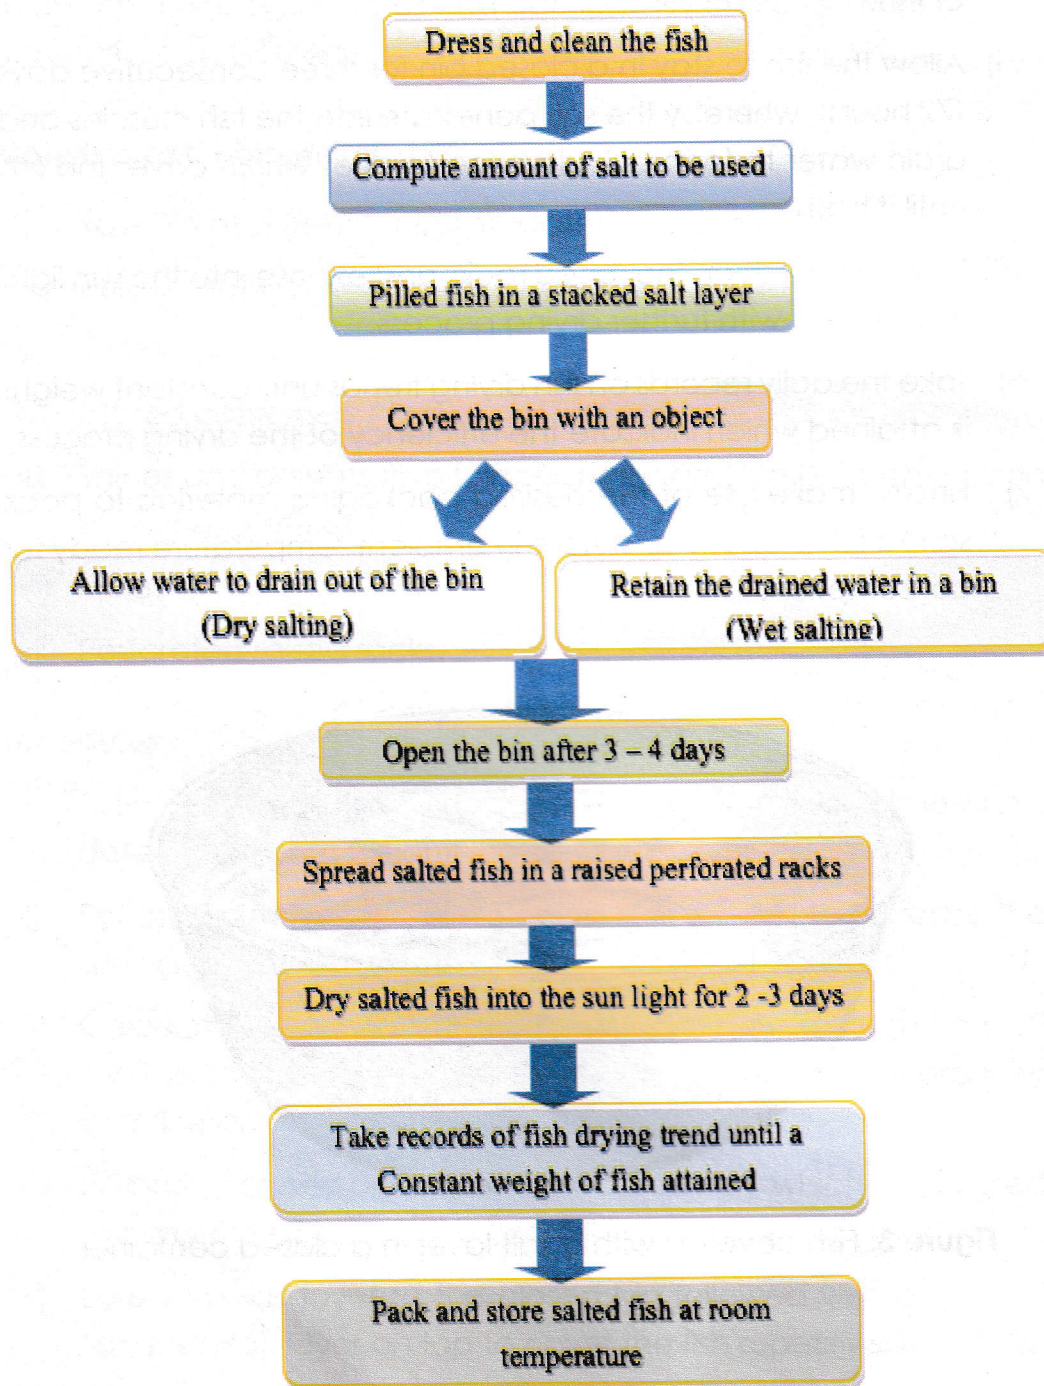 Dress and clean the fish
Compute amount of salt to be used
Pilled fish in a stacked salt layer
Cover the bin with an object
Allow water to drain out of the bin
(Dry salting)
Retain the drained water in a bin
(Wet salting)
Open the bin after 3 – 4 days
Spread salted fish in a raised perforated racks
Dry salted fish into the sun light for 2 -3 days
Take records of fish drying trend until a
Constant weight of fish attained
Pack and store salted fish at room
temperature